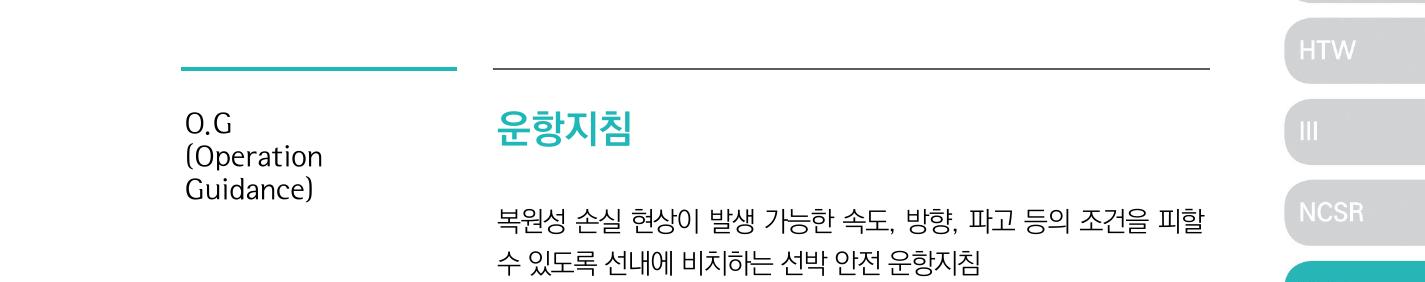 O.G
(Operation
Guidance)
운항지침
복원성 손실 현상이 발생 가능한 속도, 방향, 파고 등의 조건을 피할
수 있도록 선내에 비치하는 선박 안전 운항지침
HTW
III
NCSR